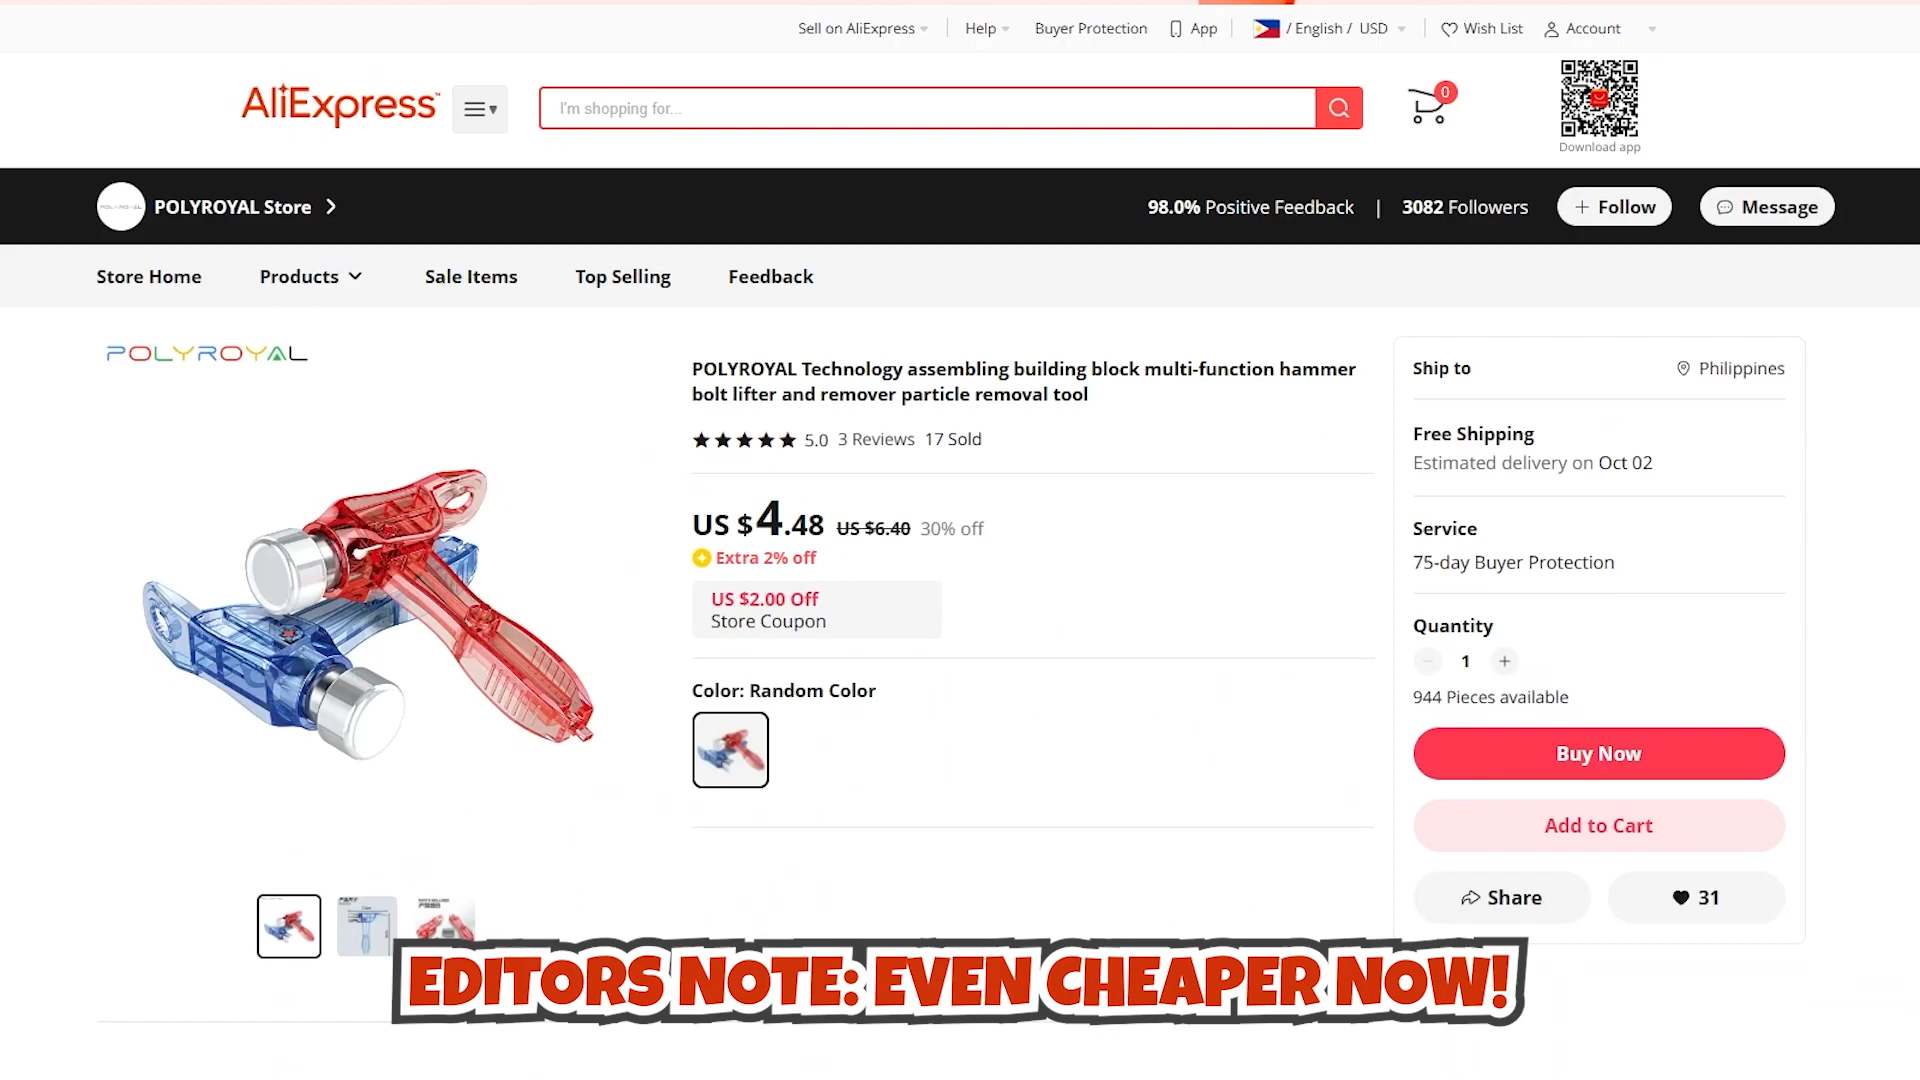 Sell on AliExpress
Help
Buyer Protection
App
/ English / USD
Wish List
Account
AliExpress™
I'm shopping for...
0
Download app
POLYROYAL Store
98.0% Positive Feedback | 3082 Followers
+ Follow
Message
Store Home
Products
Sale Items
Top Selling
Feedback
POLYROYAL
POLYROYAL Technology assembling building block multi-function hammer
bolt lifter and remover particle removal tool
5.0 3 Reviews 17 Sold
US $4.48 US $6.40 30% off
Extra 2% off
US $2.00 Off
Store Coupon
Color: Random Color
Ship to
Philippines
Free Shipping
Estimated delivery on Oct 02
Service
75-day Buyer Protection
Quantity
1
944 Pieces available
Buy Now
Add to Cart
Share
31
EDITORS NOTE: EVEN CHEAPER NOW!